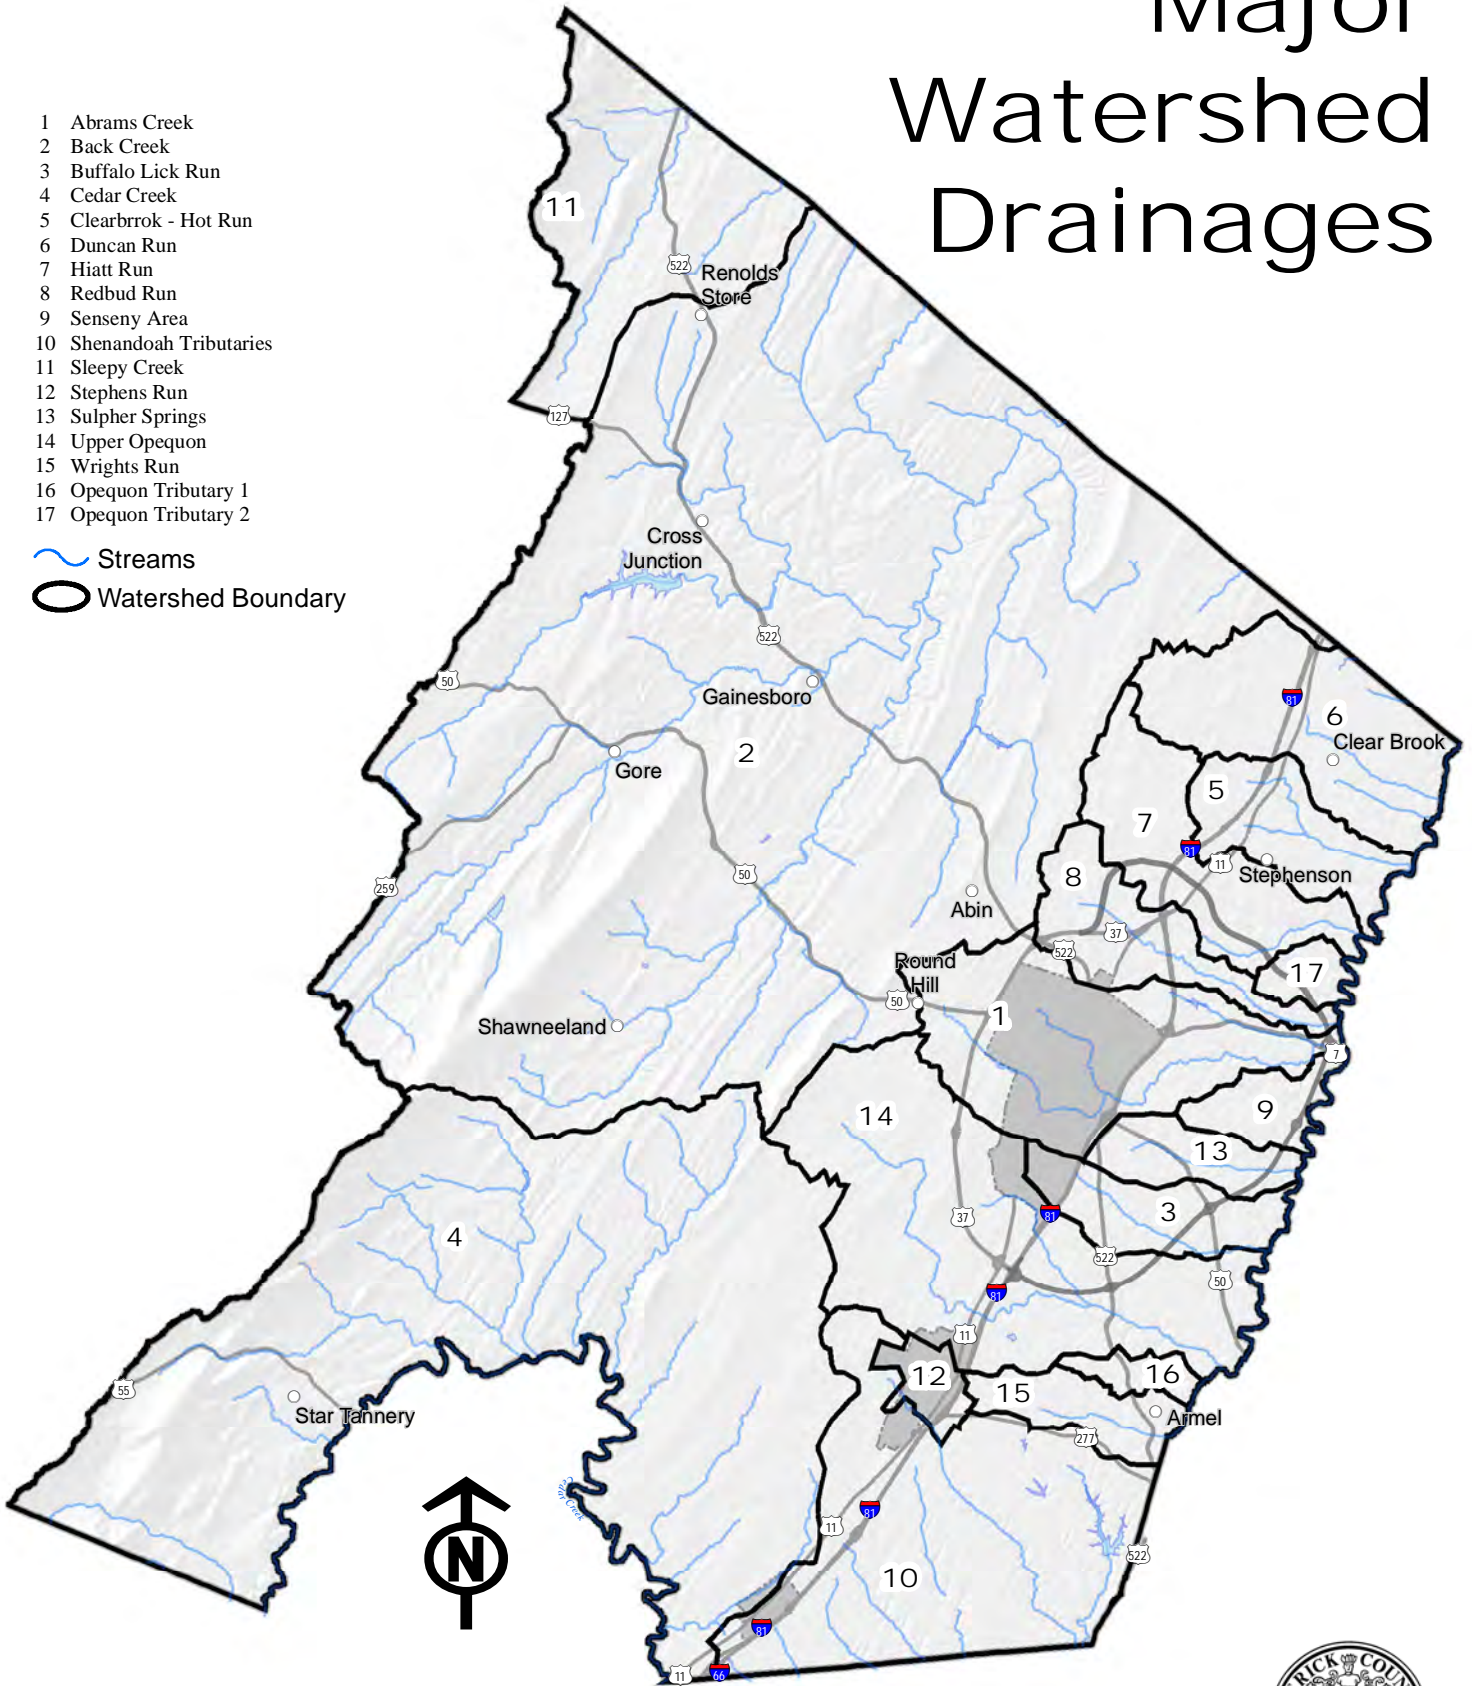 Major
Watershed
Drainages
1 Abrams Creek
2 Back Creek
3 Buffalo Lick Run
4 Cedar Creek
5 Clearbrrok - Hot Run
6 Duncan Run
7 Hiatt Run
8 Redbud Run
9 Senseny Area
10 Shenandoah Tributaries
11 Sleepy Creek
12 Stephens Run
13 Sulpher Springs
14 Upper Opequon
15 Wrights Run
16 Opequon Tributary 1
17 Opequon Tributary 2
Streams
Watershed Boundary
11
522
Renolds
Store
127
Cross
Junction
522
50
Gainesboro
81
6
Clear Brook
2
Gore
5
7
81
11
Stephenson
8
50
259
Abin
37
522
Round
Hill
17
50
1
Shawneeland
7
14
9
13
4
37
81
3
522
50
81
11
12
16
15
55
Star Tannery
Armel
277
Cedar Creek
N
81
11
522
10
81
11
66
RICK COUN